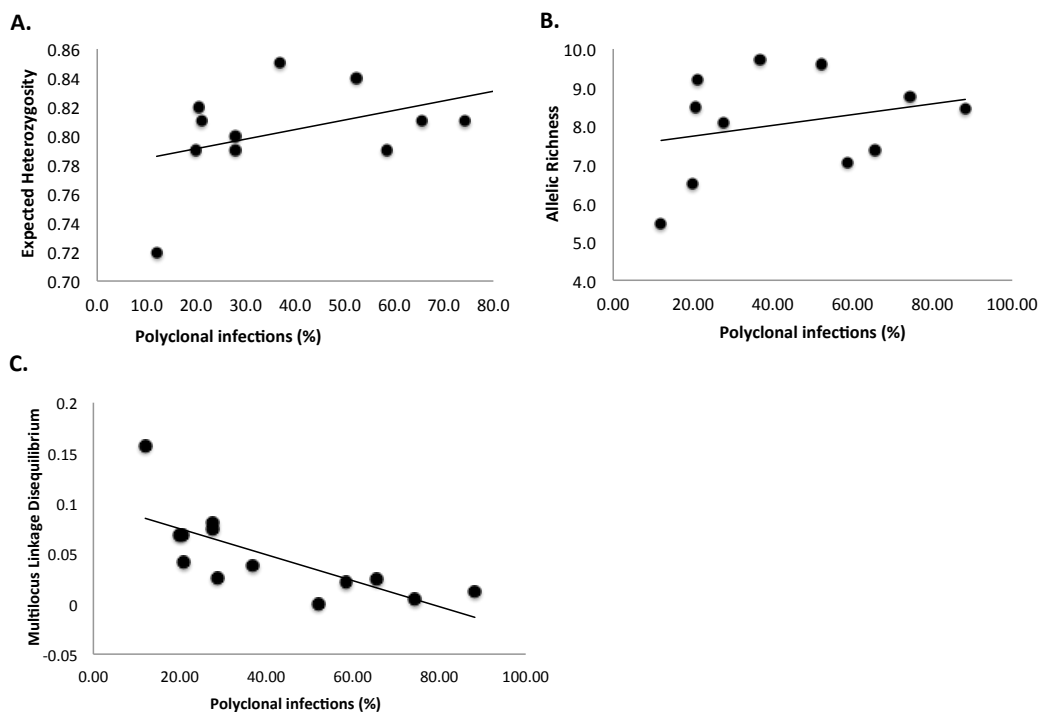 A.
Expected Heterozygosity
0.86
0.84
0.82
0.80
0.78
0.76
0.74
0.72
0.70
0.0 10.0 20.0 30.0 40.0 50.0 60.0 70.0 80.0
Polyclonal infections (%)
B.
Allelic Richness
10.0
9.0
8.0
7.0
6.0
5.0
4.0
0.00 20.00 40.00 60.00 80.00 100.00
Polyclonal infections (%)
C.
Multilocus Linkage Disequilibrium
0.2
0.15
0.1
0.05
0
-0.05
0.00 20.00 40.00 60.00 80.00 100.00
Polyclonal infections (%)